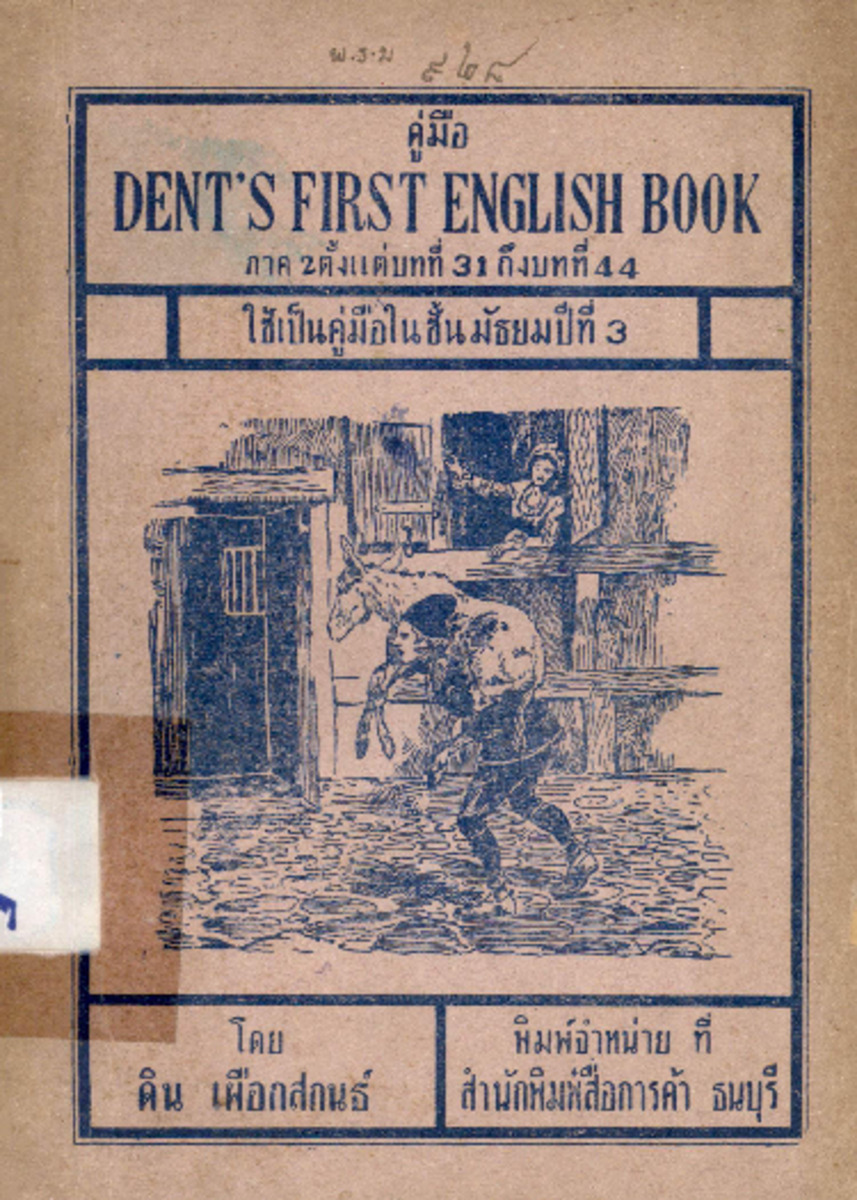 พ.ร.บ ๙๒๘
คู่มือ
DENT'S FIRST ENGLISH BOOK
ภาค 2 ตั้งแต่บทที่ 31 ถึงบทที่ 44
ใช้เป็นคู่มือใน ชั้น มัธยมปีที่ 3
โดย
ดิน เผือกสกนธ์
พิมพ์จำหน่าย ที่
สำนักพิมพ์สื่อการค้า ธนบุรี